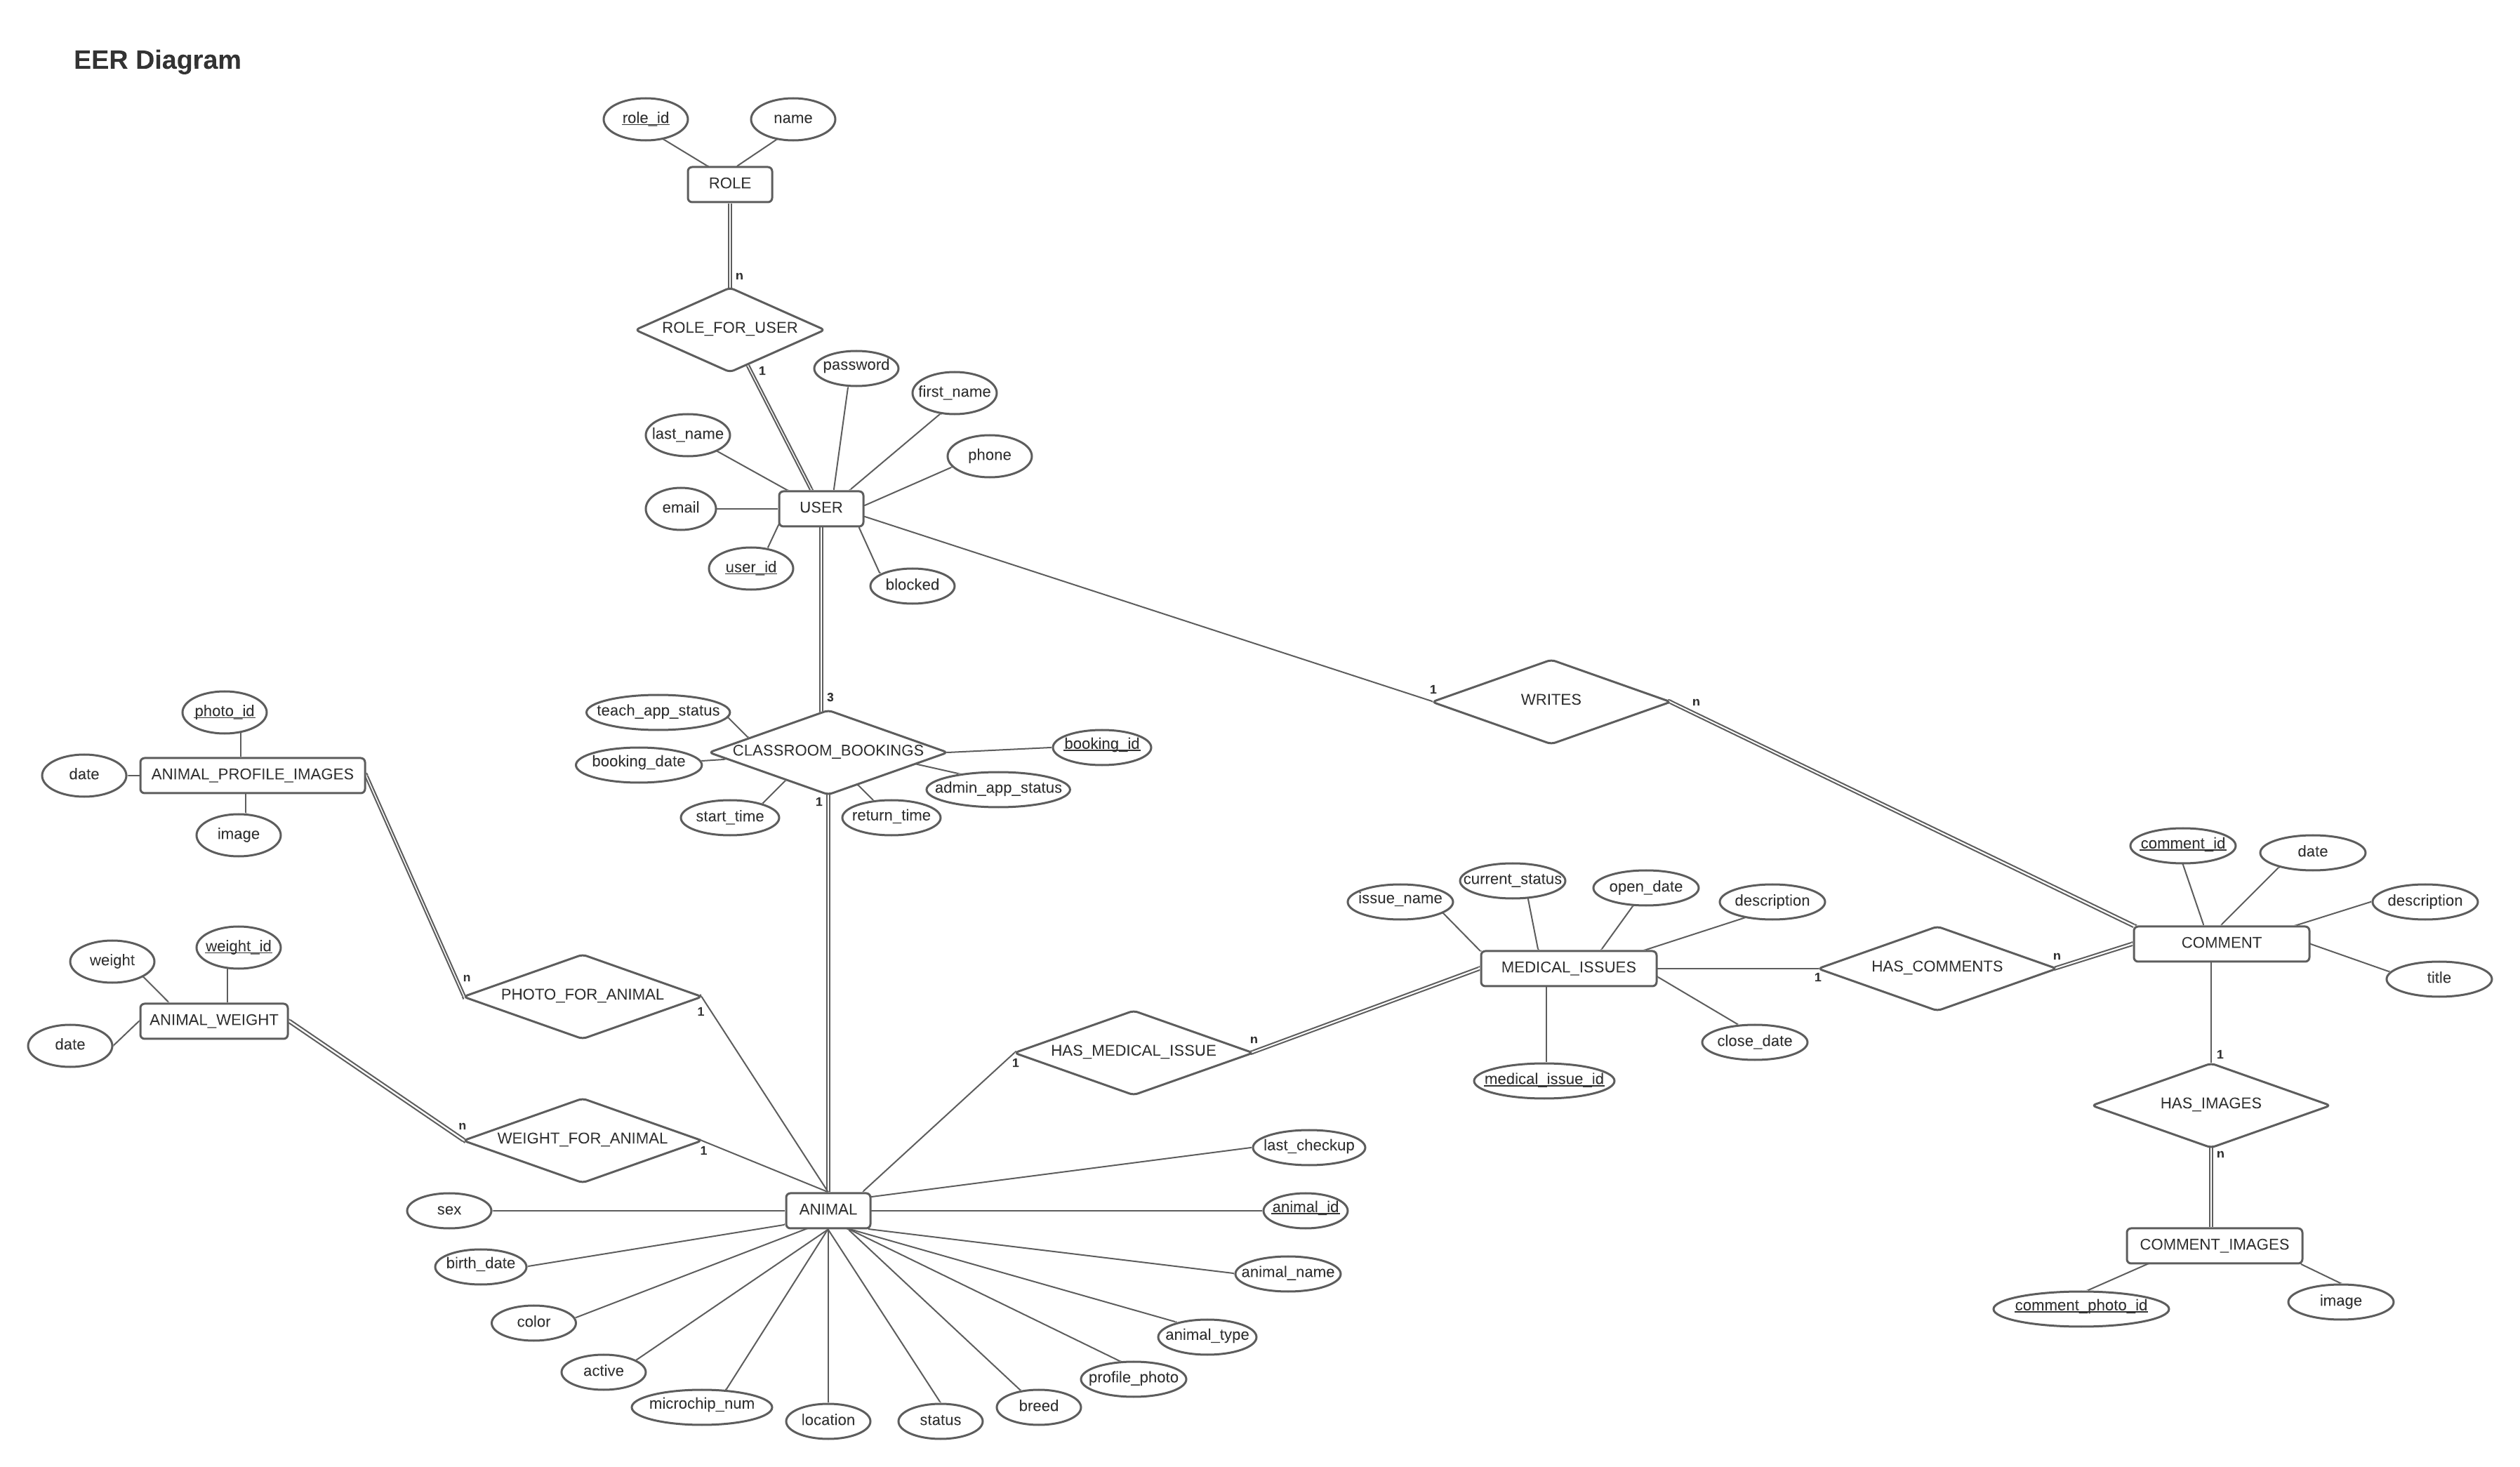 EER Diagram
role_id
name
ROLE
n
ROLE_FOR_USER
1
password
first_name
last_name
phone
email
USER
user_id
blocked
3
teach_app_status
CLASSROOM_BOOKINGS
booking_id
booking_date
admin_app_status
start_time
return_time
1
1
WRITES
n
photo_id
date
ANIMAL_PROFILE_IMAGES
image
weight
weight_id
ANIMAL_WEIGHT
date
n
PHOTO_FOR_ANIMAL
1
n
WEIGHT_FOR_ANIMAL
1
issue_name
current_status
open_date
description
MEDICAL_ISSUES
medical_issue_id
close_date
1
HAS_COMMENTS
n
1
HAS_MEDICAL_ISSUE
n
comment_id
date
description
COMMENT
title
1
HAS_IMAGES
n
COMMENT_IMAGES
comment_photo_id
image
last_checkup
sex
ANIMAL
animal_id
birth_date
animal_name
color
animal_type
active
profile_photo
microchip_num
location
status
breed